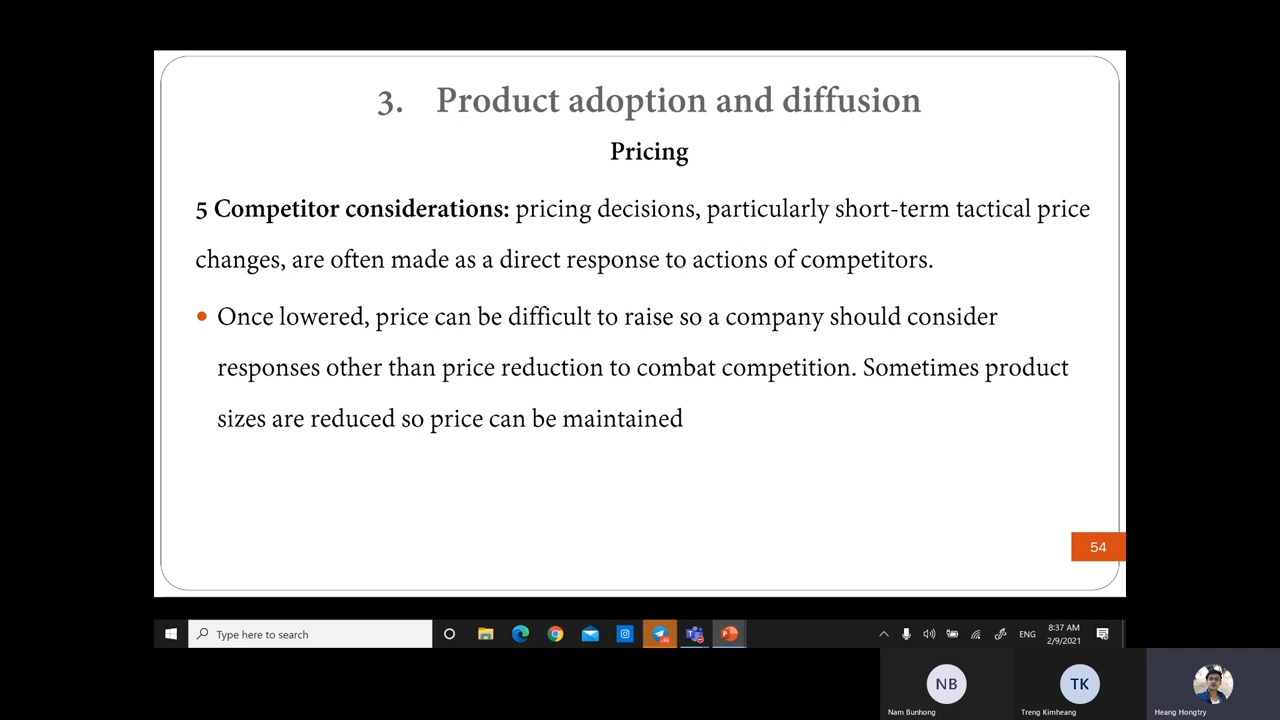 3. Product adoption and diffusion
Pricing
5 Competitor considerations: pricing decisions, particularly short-term tactical price
changes, are often made as a direct response to actions of competitors.
• Once lowered, price can be difficult to raise so a company should consider
responses other than price reduction to combat competition. Sometimes product
sizes are reduced so price can be maintained
54
Type here to search
ENG
8:37 AM
2/9/2021
NB
TK
Nam Bunhong
Treng Kimheang
Heang Hongtry